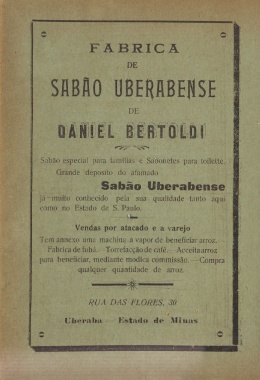 FABRICA
DE
SABÃO UBERABENSE
DE
DANIEL BERTOLDI
Sabão especial para familias e Sabonetes para toilette.
Grande deposito do afamado
Sabão Uberabense
já muito conhecido pela sua qualidade tanto aqui
como no Estado de S. Paulo.
Vendas por atacado e a varejo
Tem annexo uma machina a vapor de beneficiar arroz.
Fabrica de fubá. Torrefacção de café. Acceita arroz
para beneficiar, mediante modica commissão. — Compra
qualquer quantidade de arroz.
RUA DAS FLORES, 30
Uberaba — Estado de Minas